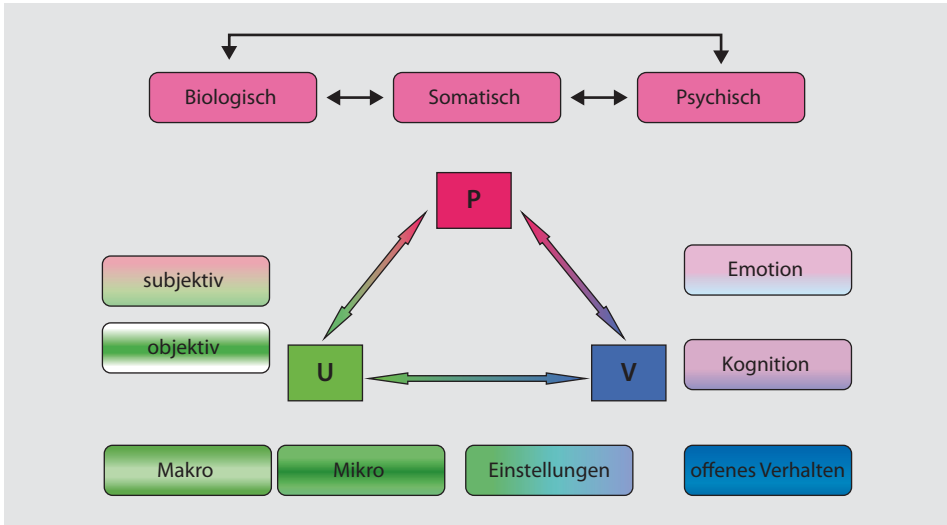 Biologisch
Somatisch
Psychisch
P
subjektiv
Emotion
objektiv
U
V
Kognition
Makro
Mikro
Einstellungen
offenes Verhalten